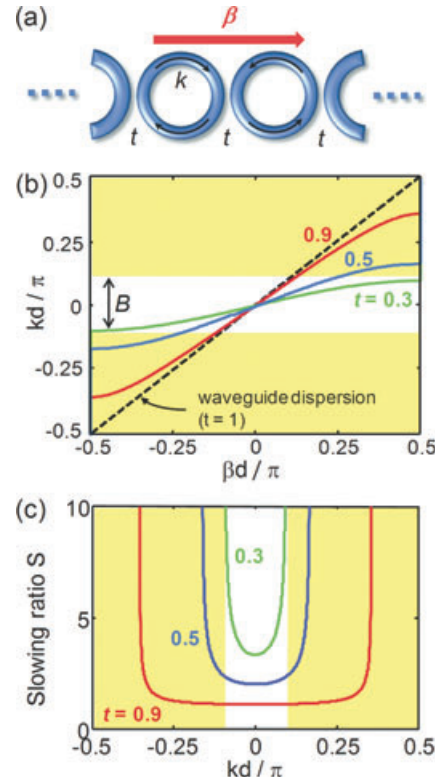 (a)
β
k
t
t
t
(b)
0.5
0.9
0.25
0.5
B
t = 0.3
0
-0.25
waveguide dispersion
(t = 1)
-0.5
-0.5 -0.25 0 0.25 0.5
kd / π
βd / π
(c)
10
0.3
5
0.5
t = 0.9
0
-0.5 -0.25 0 0.25 0.5
Slowing ratio S
kd / π